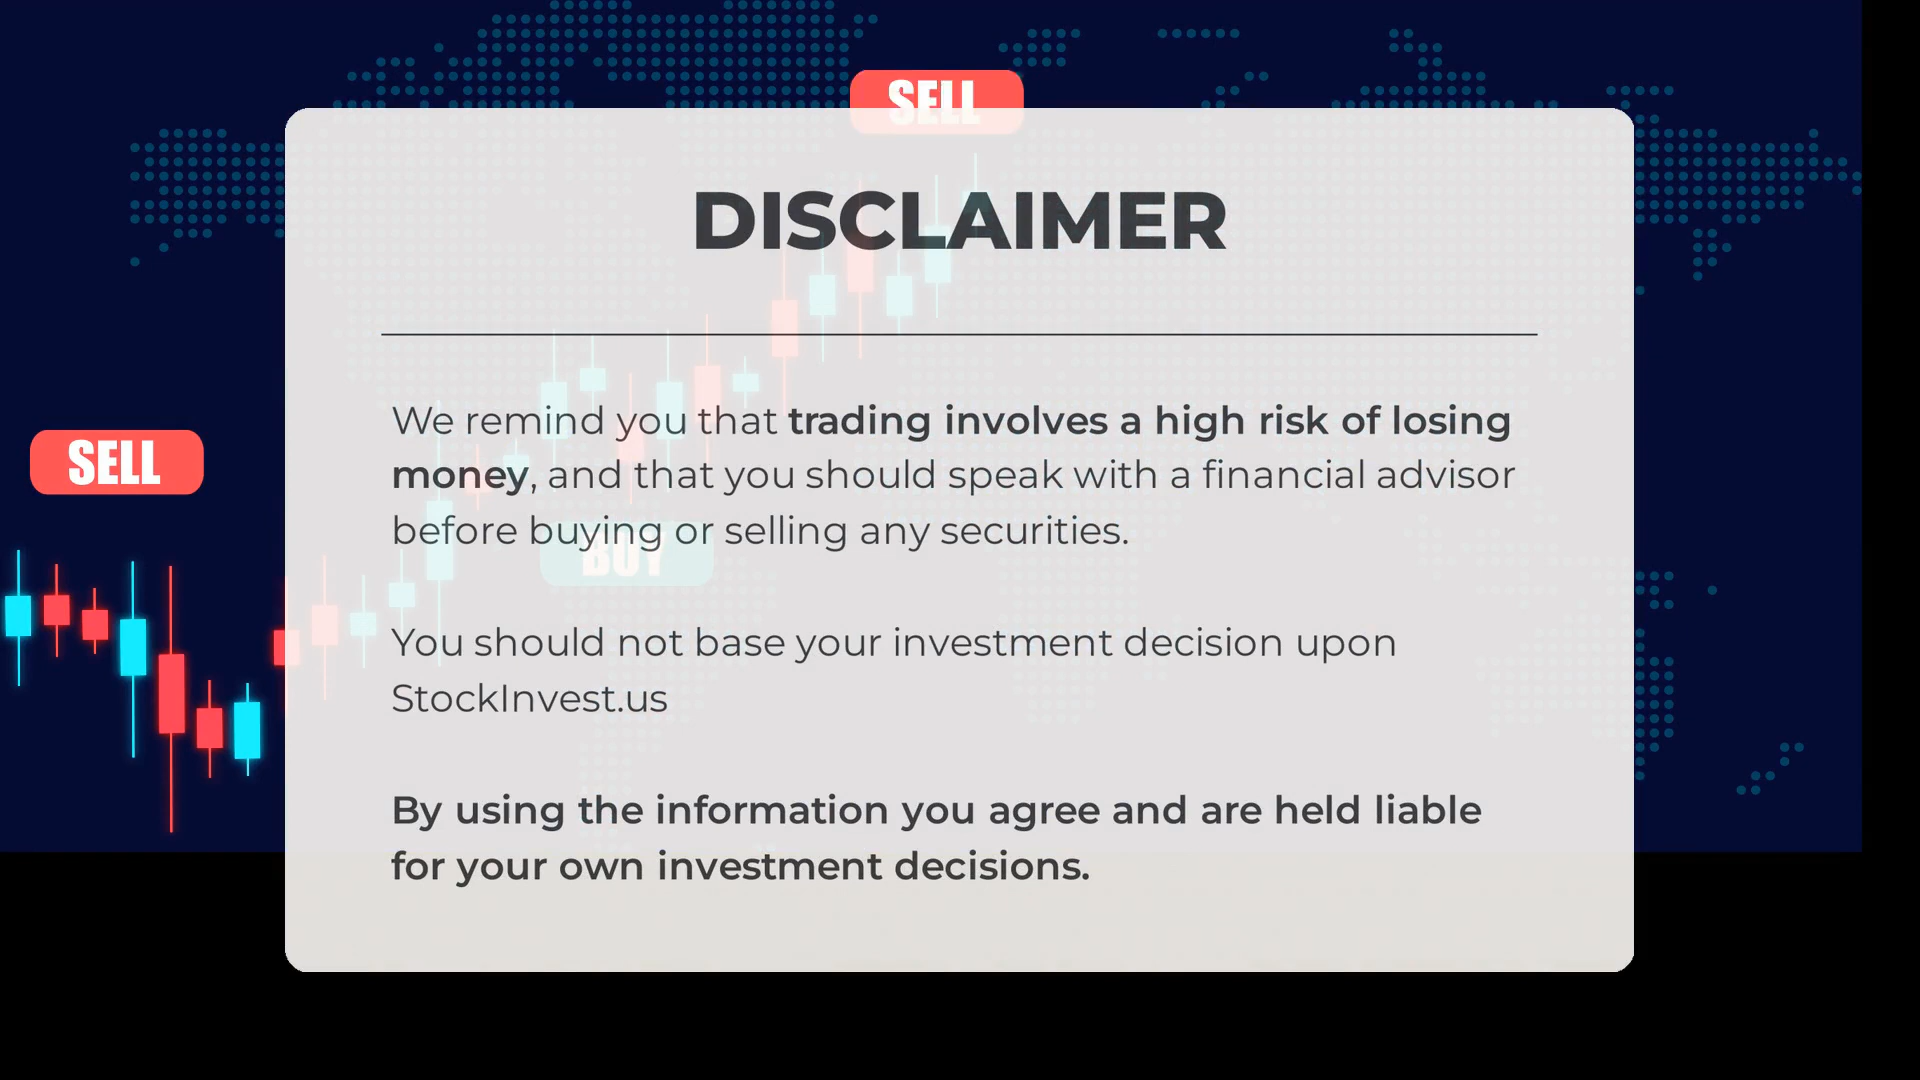 SELL
DISCLAIMER
We remind you that trading involves a high risk of losing
money, and that you should speak with a financial advisor
before buying or selling any securities.
BUY
SELL
You should not base your investment decision upon
StockInvest.us
By using the information you agree and are held liable
for your own investment decisions.